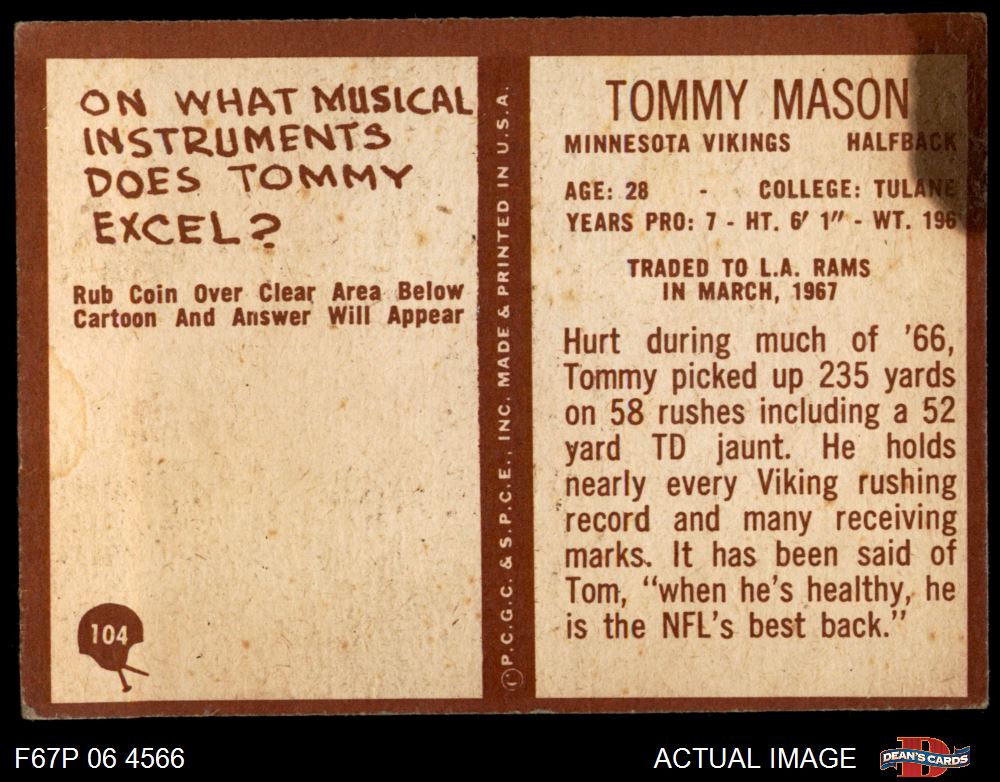 ON WHAT MUSICAL
INSTRUMENTS
DOES TOMMY
EXCEL?
Rub Coin Over Clear Area Below
Cartoon And Answer Will Appear
104
© P.C.G.C. & S.P.C.E., INC. MADE & PRINTED IN U.S.A.
TOMMY MASON
MINNESOTA VIKINGS HALFBACK
AGE: 28 - COLLEGE: TULANE
YEARS PRO: 7 - HT. 6' 1" - WT. 196
TRADED TO L.A. RAMS
IN MARCH, 1967
Hurt during much of '66,
Tommy picked up 235 yards
on 58 rushes including a 52
yard TD jaunt. He holds
nearly every Viking rushing
record and many receiving
marks. It has been said of
Tom, "when he's healthy, he
is the NFL's best back."
F67P 06 4566
ACTUAL IMAGE
DEAN'S CARDS